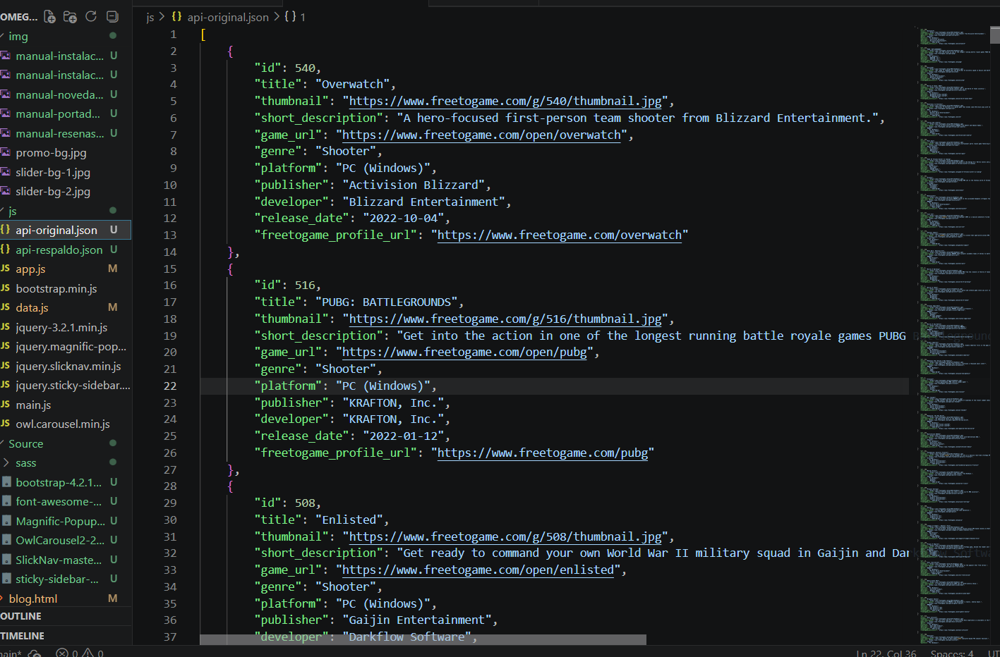 OMEG...
img
manual-instalac... U
manual-instalac... U
manual-noveda... U
manual-portad... U
manual-resenas... U
promo-bg.jpg
slider-bg-1.jpg
slider-bg-2.jpg
js
{} api-original.json U
{} api-respaldo.json U
JS app.js M
JS bootstrap.min.js
JS data.js M
JS jquery-3.2.1.min.js
JS jquery.magnific-pop...
JS jquery.slicknav.min.js
JS jquery.sticky-sidebar....
JS main.js
JS owl.carousel.min.js
Source
sass
bootstrap-4.2.1... U
font-awesome-... U
Magnific-Popup... U
OwlCarousel2-2... U
SlickNav-maste... U
sticky-sidebar-... U
blog.html M
OUTLINE
TIMELINE
js > {} api-original.json > {} 1
1 [
2 {
3 "id": 540,
4 "title": "Overwatch",
5 "thumbnail": "https://www.freetogame.com/g/540/thumbnail.jpg",
6 "short_description": "A hero-focused first-person team shooter from Blizzard Entertainment.",
7 "game_url": "https://www.freetogame.com/open/overwatch",
8 "genre": "Shooter",
9 "platform": "PC (Windows)",
10 "publisher": "Activision Blizzard",
11 "developer": "Blizzard Entertainment",
12 "release_date": "2022-10-04",
13 "freetogame_profile_url": "https://www.freetogame.com/overwatch"
14 },
15 {
16 "id": 516,
17 "title": "PUBG: BATTLEGROUNDS",
18 "thumbnail": "https://www.freetogame.com/g/516/thumbnail.jpg",
19 "short_description": "Get into the action in one of the longest running battle royale games PUBG
20 "game_url": "https://www.freetogame.com/open/pubg",
21 "genre": "Shooter",
22 "platform": "PC (Windows)",
23 "publisher": "KRAFTON, Inc.",
24 "developer": "KRAFTON, Inc.",
25 "release_date": "2022-01-12",
26 "freetogame_profile_url": "https://www.freetogame.com/pubg"
27 },
28 {
29 "id": 508,
30 "title": "Enlisted",
31 "thumbnail": "https://www.freetogame.com/g/508/thumbnail.jpg",
32 "short_description": "Get ready to command your own World War II military squad in Gaijin and Dar
33 "game_url": "https://www.freetogame.com/open/enlisted",
34 "genre": "Shooter",
35 "platform": "PC (Windows)",
36 "publisher": "Gaijin Entertainment",
37 "developer": "Darkflow Software",
0 0
Ln 22, Col 36 Spaces: 4 UT